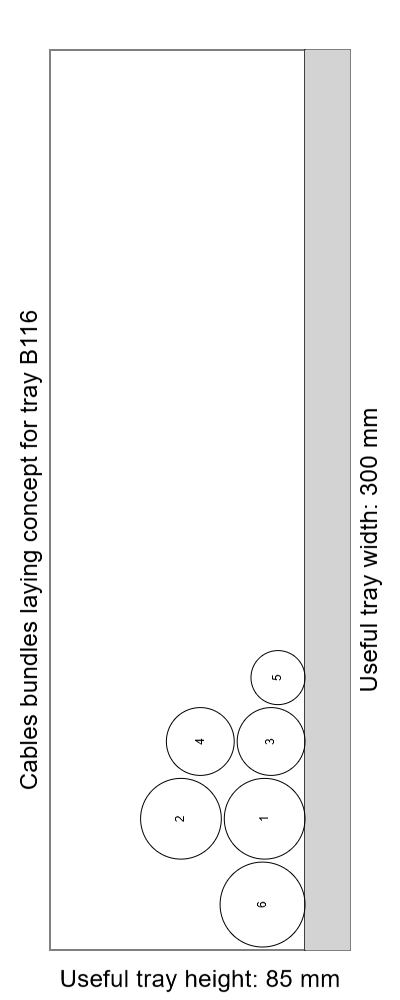 Cables bundles laying concept for tray B116
5
4
3
2
1
6
Useful tray width: 300 mm
Useful tray height: 85 mm